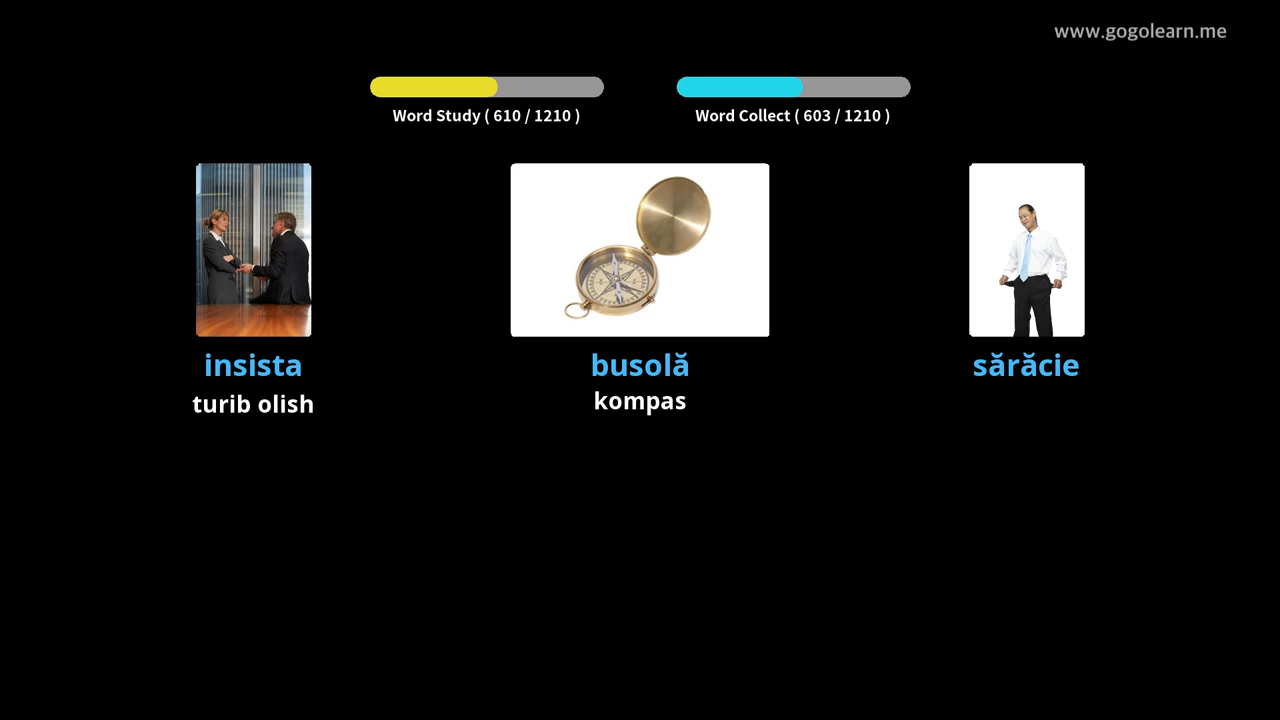 www.gogolearn.me
Word Study ( 610 / 1210 )
Word Collect ( 603 / 1210 )
insista
turib olish
busolă
kompas
sărăcie